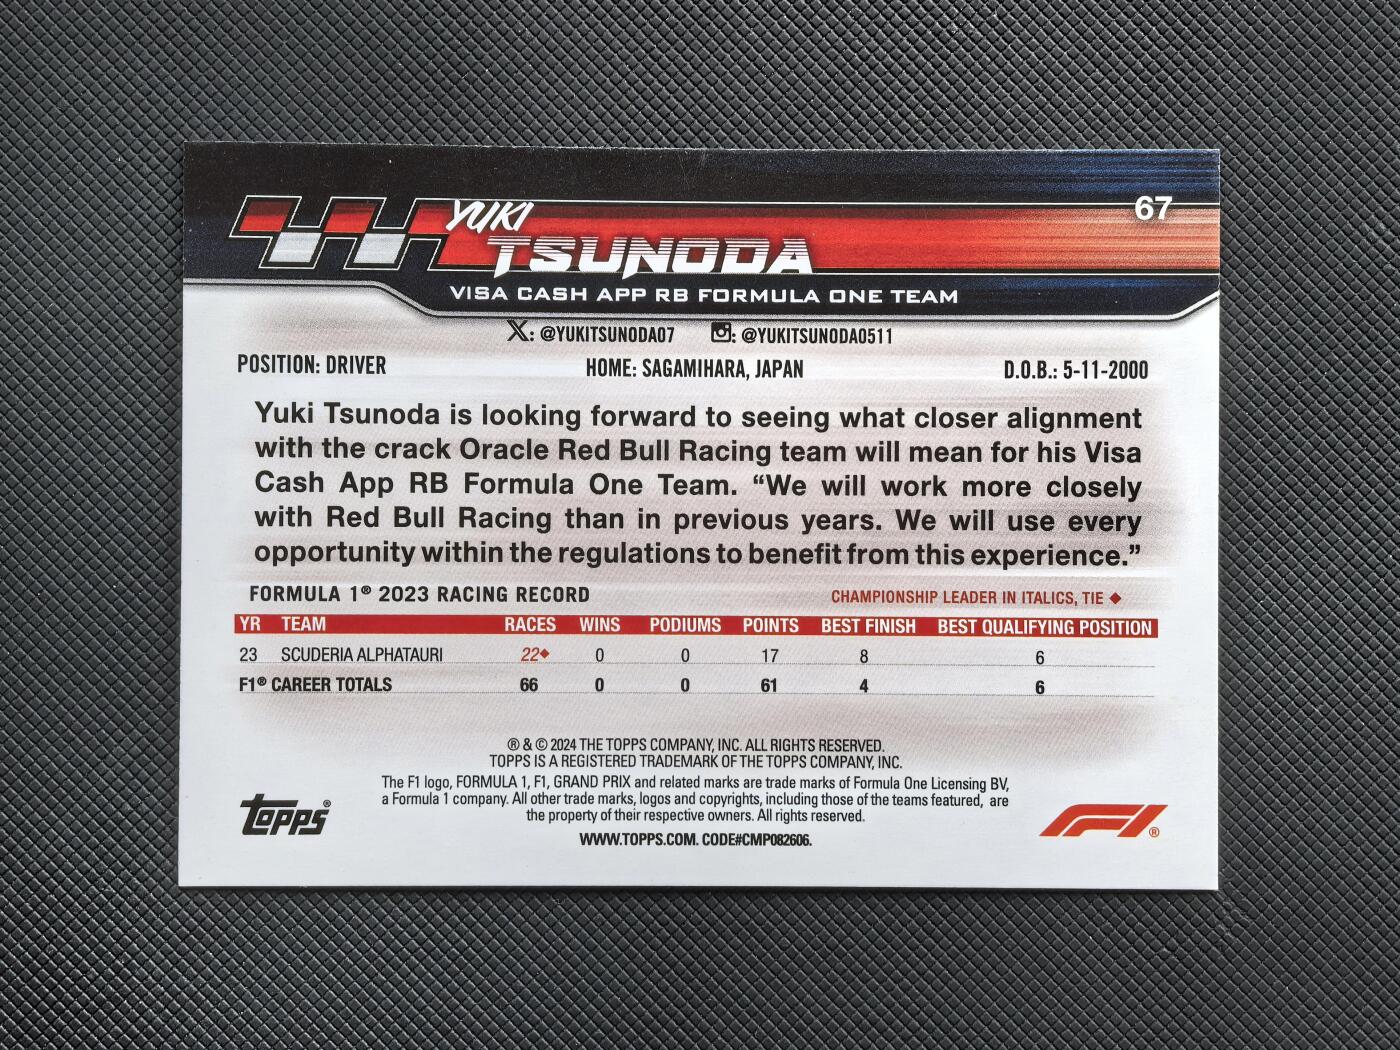 67
YUKI
TSUNODA
VISA CASH APP RB FORMULA ONE TEAM
X: @YUKITSUNODA07 : @YUKITSUNODA0511
POSITION: DRIVER HOME: SAGAMIHARA, JAPAN D.O.B.: 5-11-2000
Yuki Tsunoda is looking forward to seeing what closer alignment
with the crack Oracle Red Bull Racing team will mean for his Visa
Cash App RB Formula One Team. “We will work more closely
with Red Bull Racing than in previous years. We will use every
opportunity within the regulations to benefit from this experience.”
FORMULA 1® 2023 RACING RECORD CHAMPIONSHIP LEADER IN ITALICS, TIE ◆
YR TEAM RACES WINS PODIUMS POINTS BEST FINISH BEST QUALIFYING POSITION
23 SCUDERIA ALPHATAURI 22◆ 0 0 17 8 6
F1® CAREER TOTALS 66 0 0 61 4 6
® & © 2024 THE TOPPS COMPANY, INC. ALL RIGHTS RESERVED.
TOPPS IS A REGISTERED TRADEMARK OF THE TOPPS COMPANY, INC.
The F1 logo, FORMULA 1, F1, GRAND PRIX and related marks are trade marks of Formula One Licensing BV,
a Formula 1 company. All other trade marks, logos and copyrights, including those of the teams featured, are
the property of their respective owners. All rights reserved.
WWW.TOPPS.COM. CODE#CMP082606.
Topps®
F1®